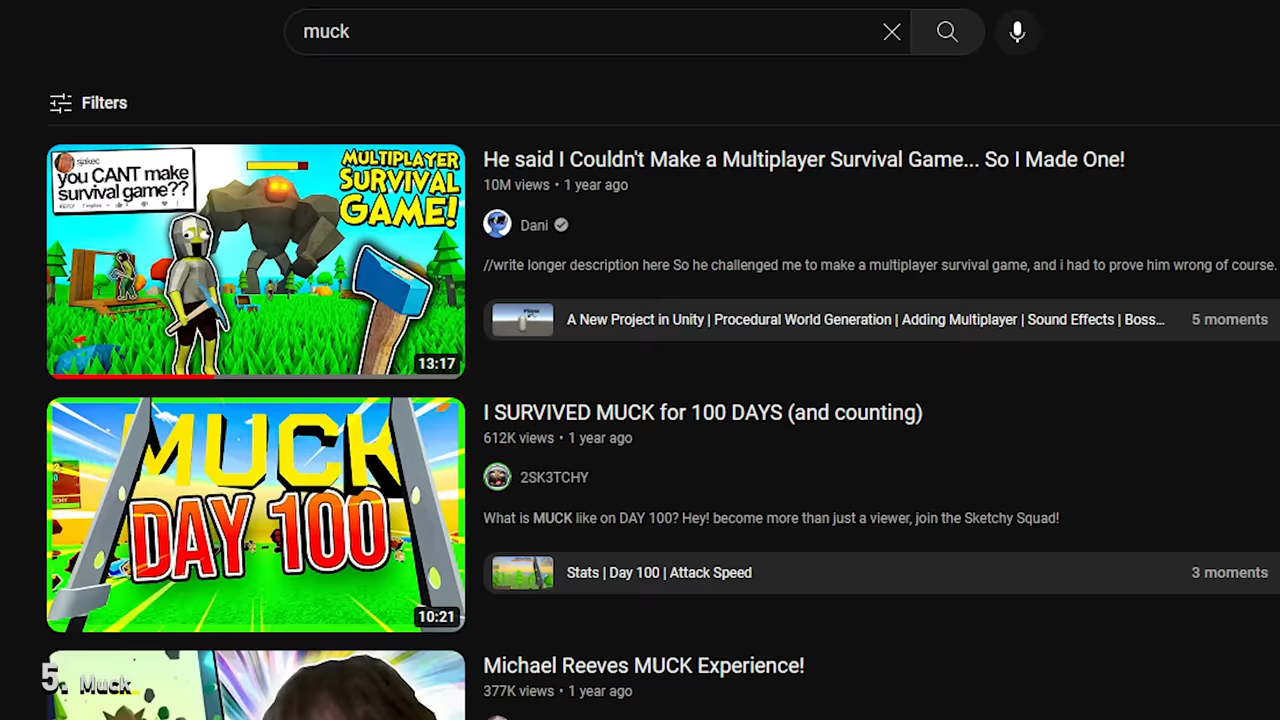 muck
Filters
sjakec
you CANT make
survival game??
REPLY
MULTIPLAYER
SURVIVAL
GAME!
13:17
He said I Couldn't Make a Multiplayer Survival Game... So I Made One!
10M views • 1 year ago
Dani
//write longer description here So he challenged me to make a multiplayer survival game, and i had to prove him wrong of course.
A New Project in Unity | Procedural World Generation | Adding Multiplayer | Sound Effects | Boss...
5 moments
MUCK
DAY 100
10:21
I SURVIVED MUCK for 100 DAYS (and counting)
612K views • 1 year ago
2SK3TCHY
What is MUCK like on DAY 100? Hey! become more than just a viewer, join the Sketchy Squad!
Stats | Day 100 | Attack Speed
3 moments
5. Muck
Michael Reeves MUCK Experience!
377K views • 1 year ago